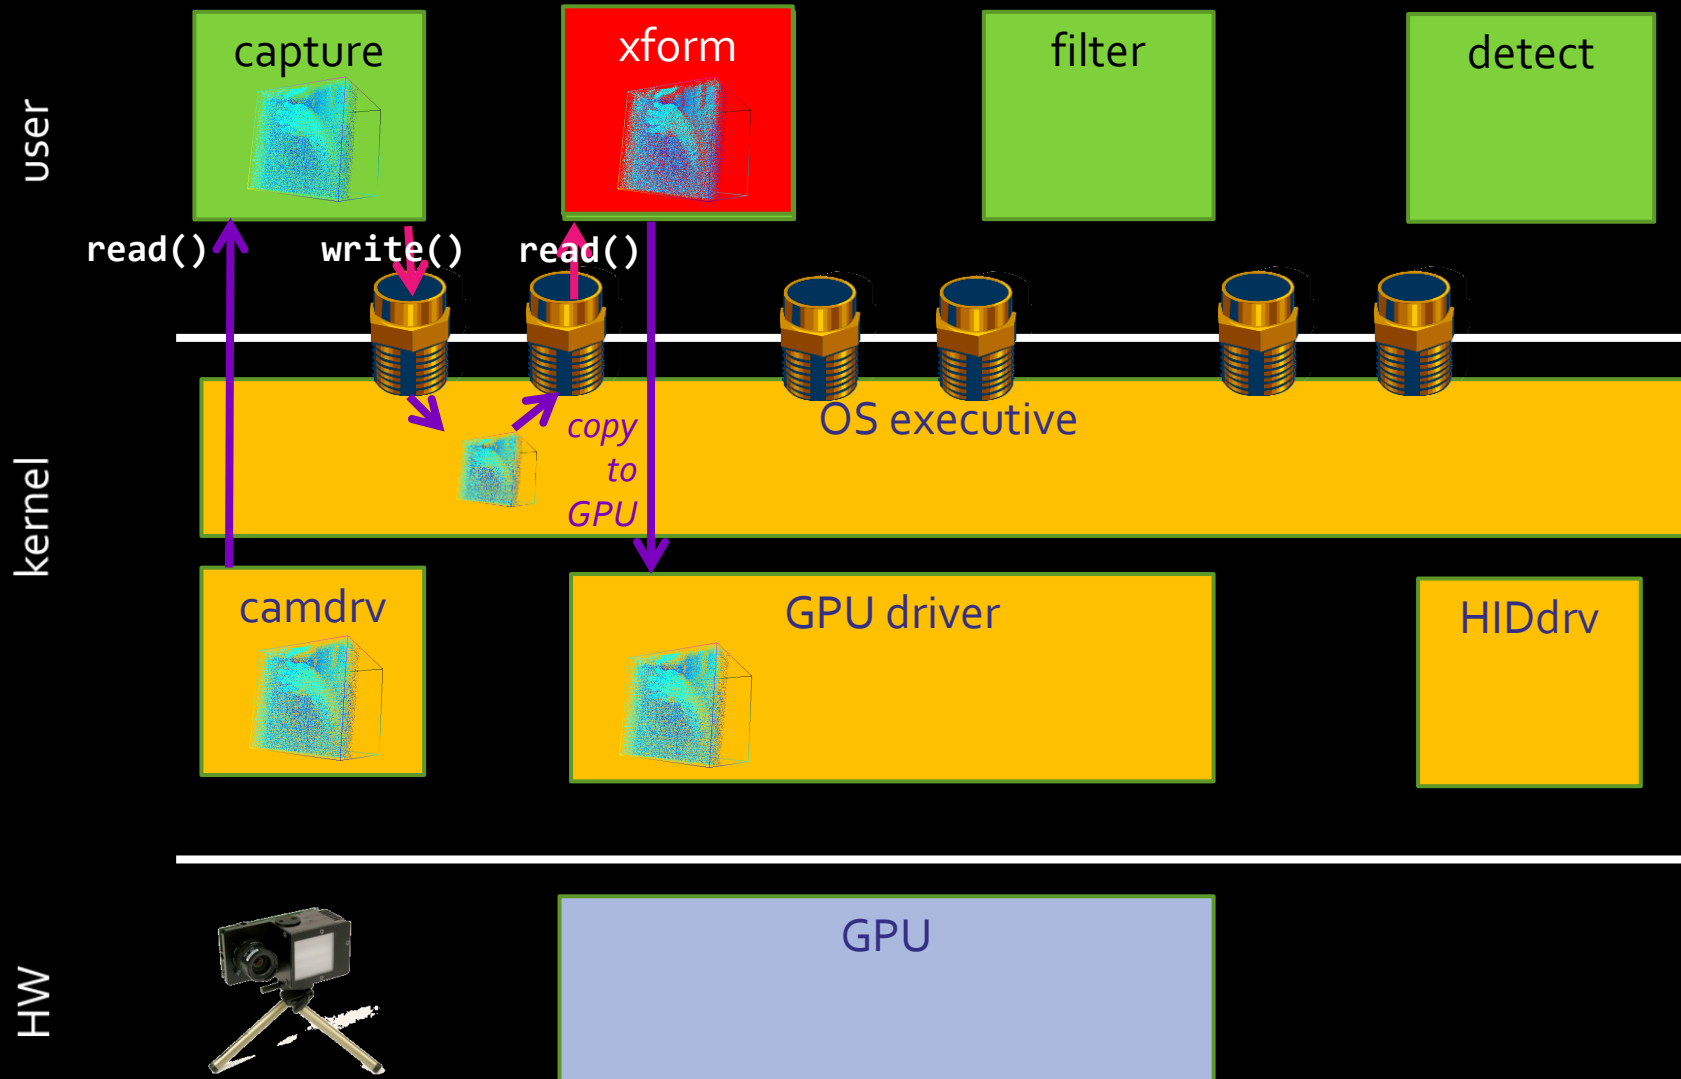 user
capture
xform
filter
detect
read()
write()
read()
kernel
copy
to
GPU
OS executive
camdrv
GPU driver
HIDdrv
HW
GPU